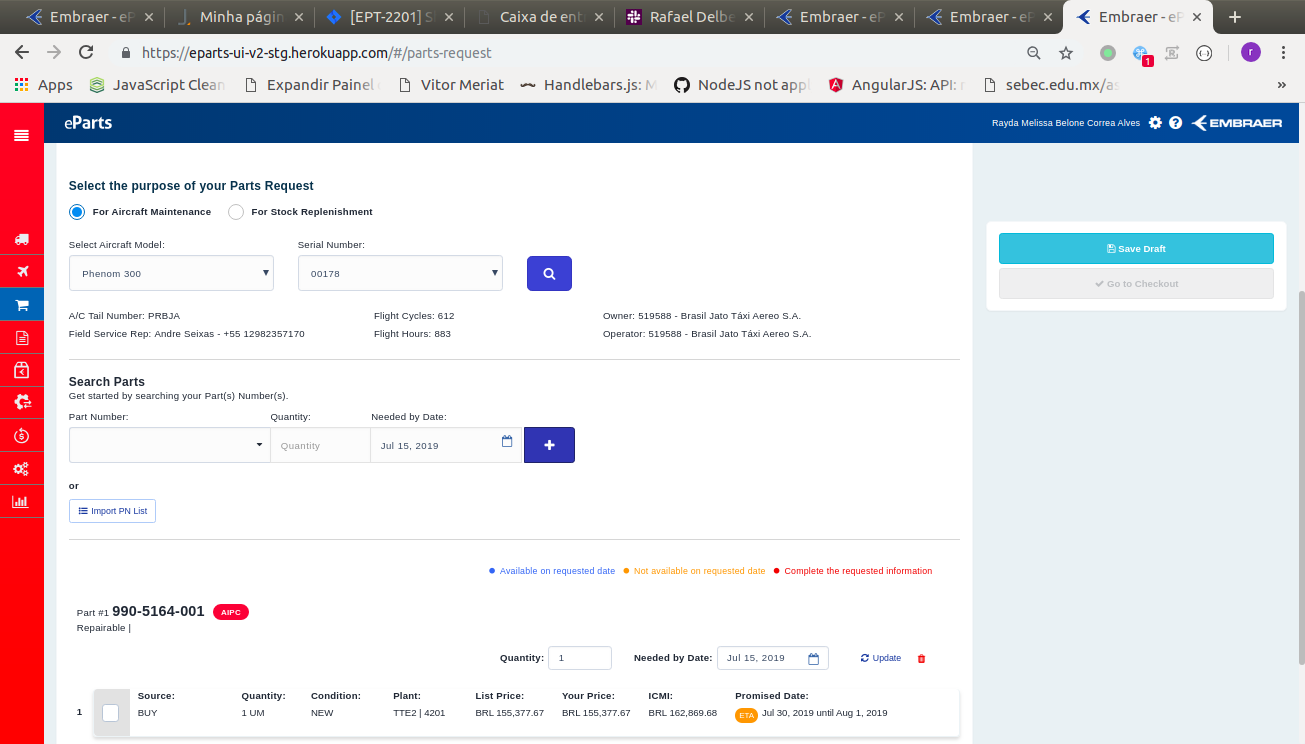 Embraer - eP
Minha págin
[EPT-2201] S
Caixa de ent
Rafael Delbe
Embraer - eP
Embraer - eP
Embraer - eP
https://eparts-ui-v2-stg.herokuapp.com/#/parts-request
1
r
Apps
JavaScript Clean
Expandir Painel
Vitor Meriat
Handlebars.js: M
NodeJS not app
AngularJS: API:
sebec.edu.mx/as
»
eParts
Rayda Melissa Belone Correa Alves
EMBRAER
Select the purpose of your Parts Request
For Aircraft Maintenance
For Stock Replenishment
Save Draft
Go to Checkout
Select Aircraft Model:
Serial Number:
Phenom 300
00178
A/C Tail Number: PRBJA
Flight Cycles: 612
Owner: 519588 - Brasil Jato Táxi Aereo S.A.
Field Service Rep: Andre Seixas - +55 12982357170
Flight Hours: 883
Operator: 519588 - Brasil Jato Táxi Aereo S.A.
Search Parts
Get started by searching your Part(s) Number(s).
Part Number:
Quantity:
Needed by Date:
Quantity
Jul 15, 2019
+
or
Import PN List
Available on requested date
Not available on requested date
Complete the requested information
Part #1 990-5164-001 AIPC
Repairable |
Quantity: 1
Needed by Date: Jul 15, 2019
Update
Source:
Quantity:
Condition:
Plant:
List Price:
Your Price:
ICMI:
Promised Date:
1
BUY
1 UM
NEW
TTE2 | 4201
BRL 155,377.67
BRL 155,377.67
BRL 162,869.68
ETA Jul 30, 2019 until Aug 1, 2019